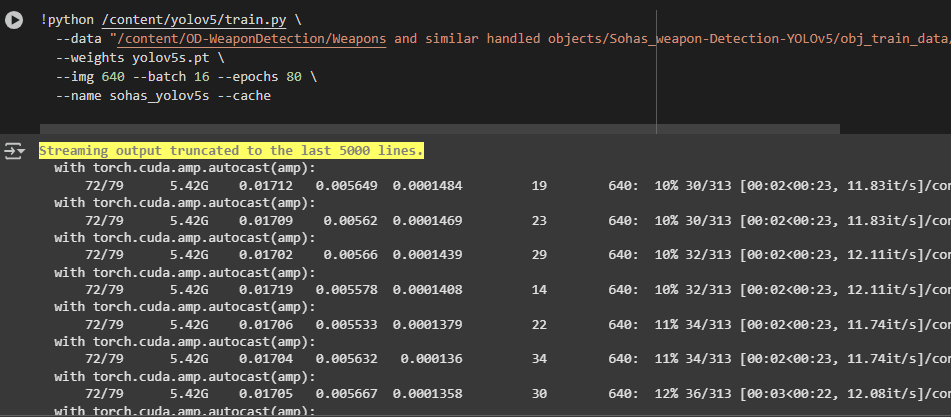 !python /content/yolov5/train.py \
--data "/content/OD-WeaponDetection/Weapons and similar handled objects/Sohas_weapon-Detection-YOLOv5/obj_train_data/
--weights yolov5s.pt \
--img 640 --batch 16 --epochs 80 \
--name sohas_yolov5s --cache
Streaming output truncated to the last 5000 lines.
with torch.cuda.amp.autocast(amp):
72/79 5.42G 0.01712 0.005649 0.0001484 19 640: 10% 30/313 [00:02<00:23, 11.83it/s]/con
with torch.cuda.amp.autocast(amp):
72/79 5.42G 0.01709 0.00562 0.0001469 23 640: 10% 30/313 [00:02<00:23, 11.83it/s]/con
with torch.cuda.amp.autocast(amp):
72/79 5.42G 0.01702 0.00566 0.0001439 29 640: 10% 32/313 [00:02<00:23, 12.11it/s]/con
with torch.cuda.amp.autocast(amp):
72/79 5.42G 0.01719 0.005578 0.0001408 14 640: 10% 32/313 [00:02<00:23, 12.11it/s]/con
with torch.cuda.amp.autocast(amp):
72/79 5.42G 0.01706 0.005533 0.0001379 22 640: 11% 34/313 [00:02<00:23, 11.74it/s]/con
with torch.cuda.amp.autocast(amp):
72/79 5.42G 0.01704 0.005632 0.000136 34 640: 11% 34/313 [00:02<00:23, 11.74it/s]/con
with torch.cuda.amp.autocast(amp):
72/79 5.42G 0.01705 0.005667 0.0001358 30 640: 12% 36/313 [00:03<00:22, 12.08it/s]/con
with torch.cuda.amp.autocast(amp):